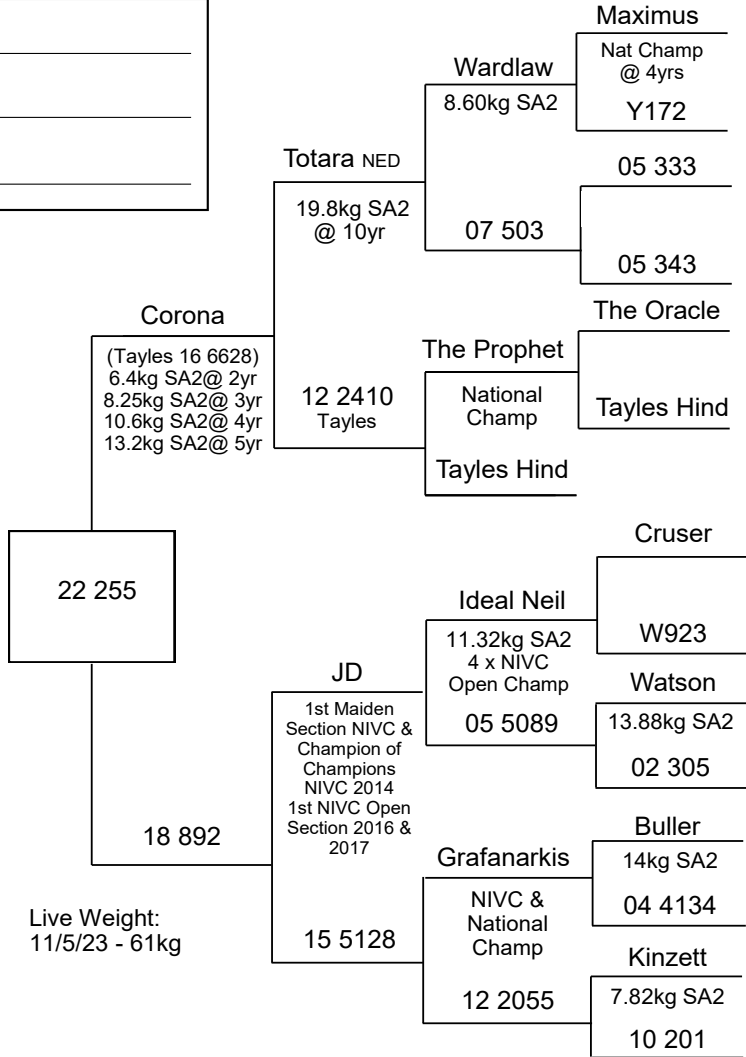 Maximus
Nat Champ
@ 4yrs
Y172
Wardlaw
8.60kg SA2
05 333
07 503
05 343
Totara NED
19.8kg SA2
@ 10yr
12 2410
Tayles
The Oracle
The Prophet
National
Champ
Tayles Hind
Tayles Hind
Corona
(Tayles 16 6628)
6.4kg SA2@ 2yr
8.25kg SA2@ 3yr
10.6kg SA2@ 4yr
13.2kg SA2@ 5yr
22 255
Cruser
W923
Ideal Neil
11.32kg SA2
4 x NIVC
Open Champ
05 5089
Watson
13.88kg SA2
02 305
JD
1st Maiden
Section NIVC &
Champion of
Champions
NIVC 2014
1st NIVC Open
Section 2016 &
2017
18 892
15 5128
Buller
14kg SA2
04 4134
Grafanarkis
NIVC &
National
Champ
12 2055
Kinzett
7.82kg SA2
10 201
Live Weight:
11/5/23 - 61kg